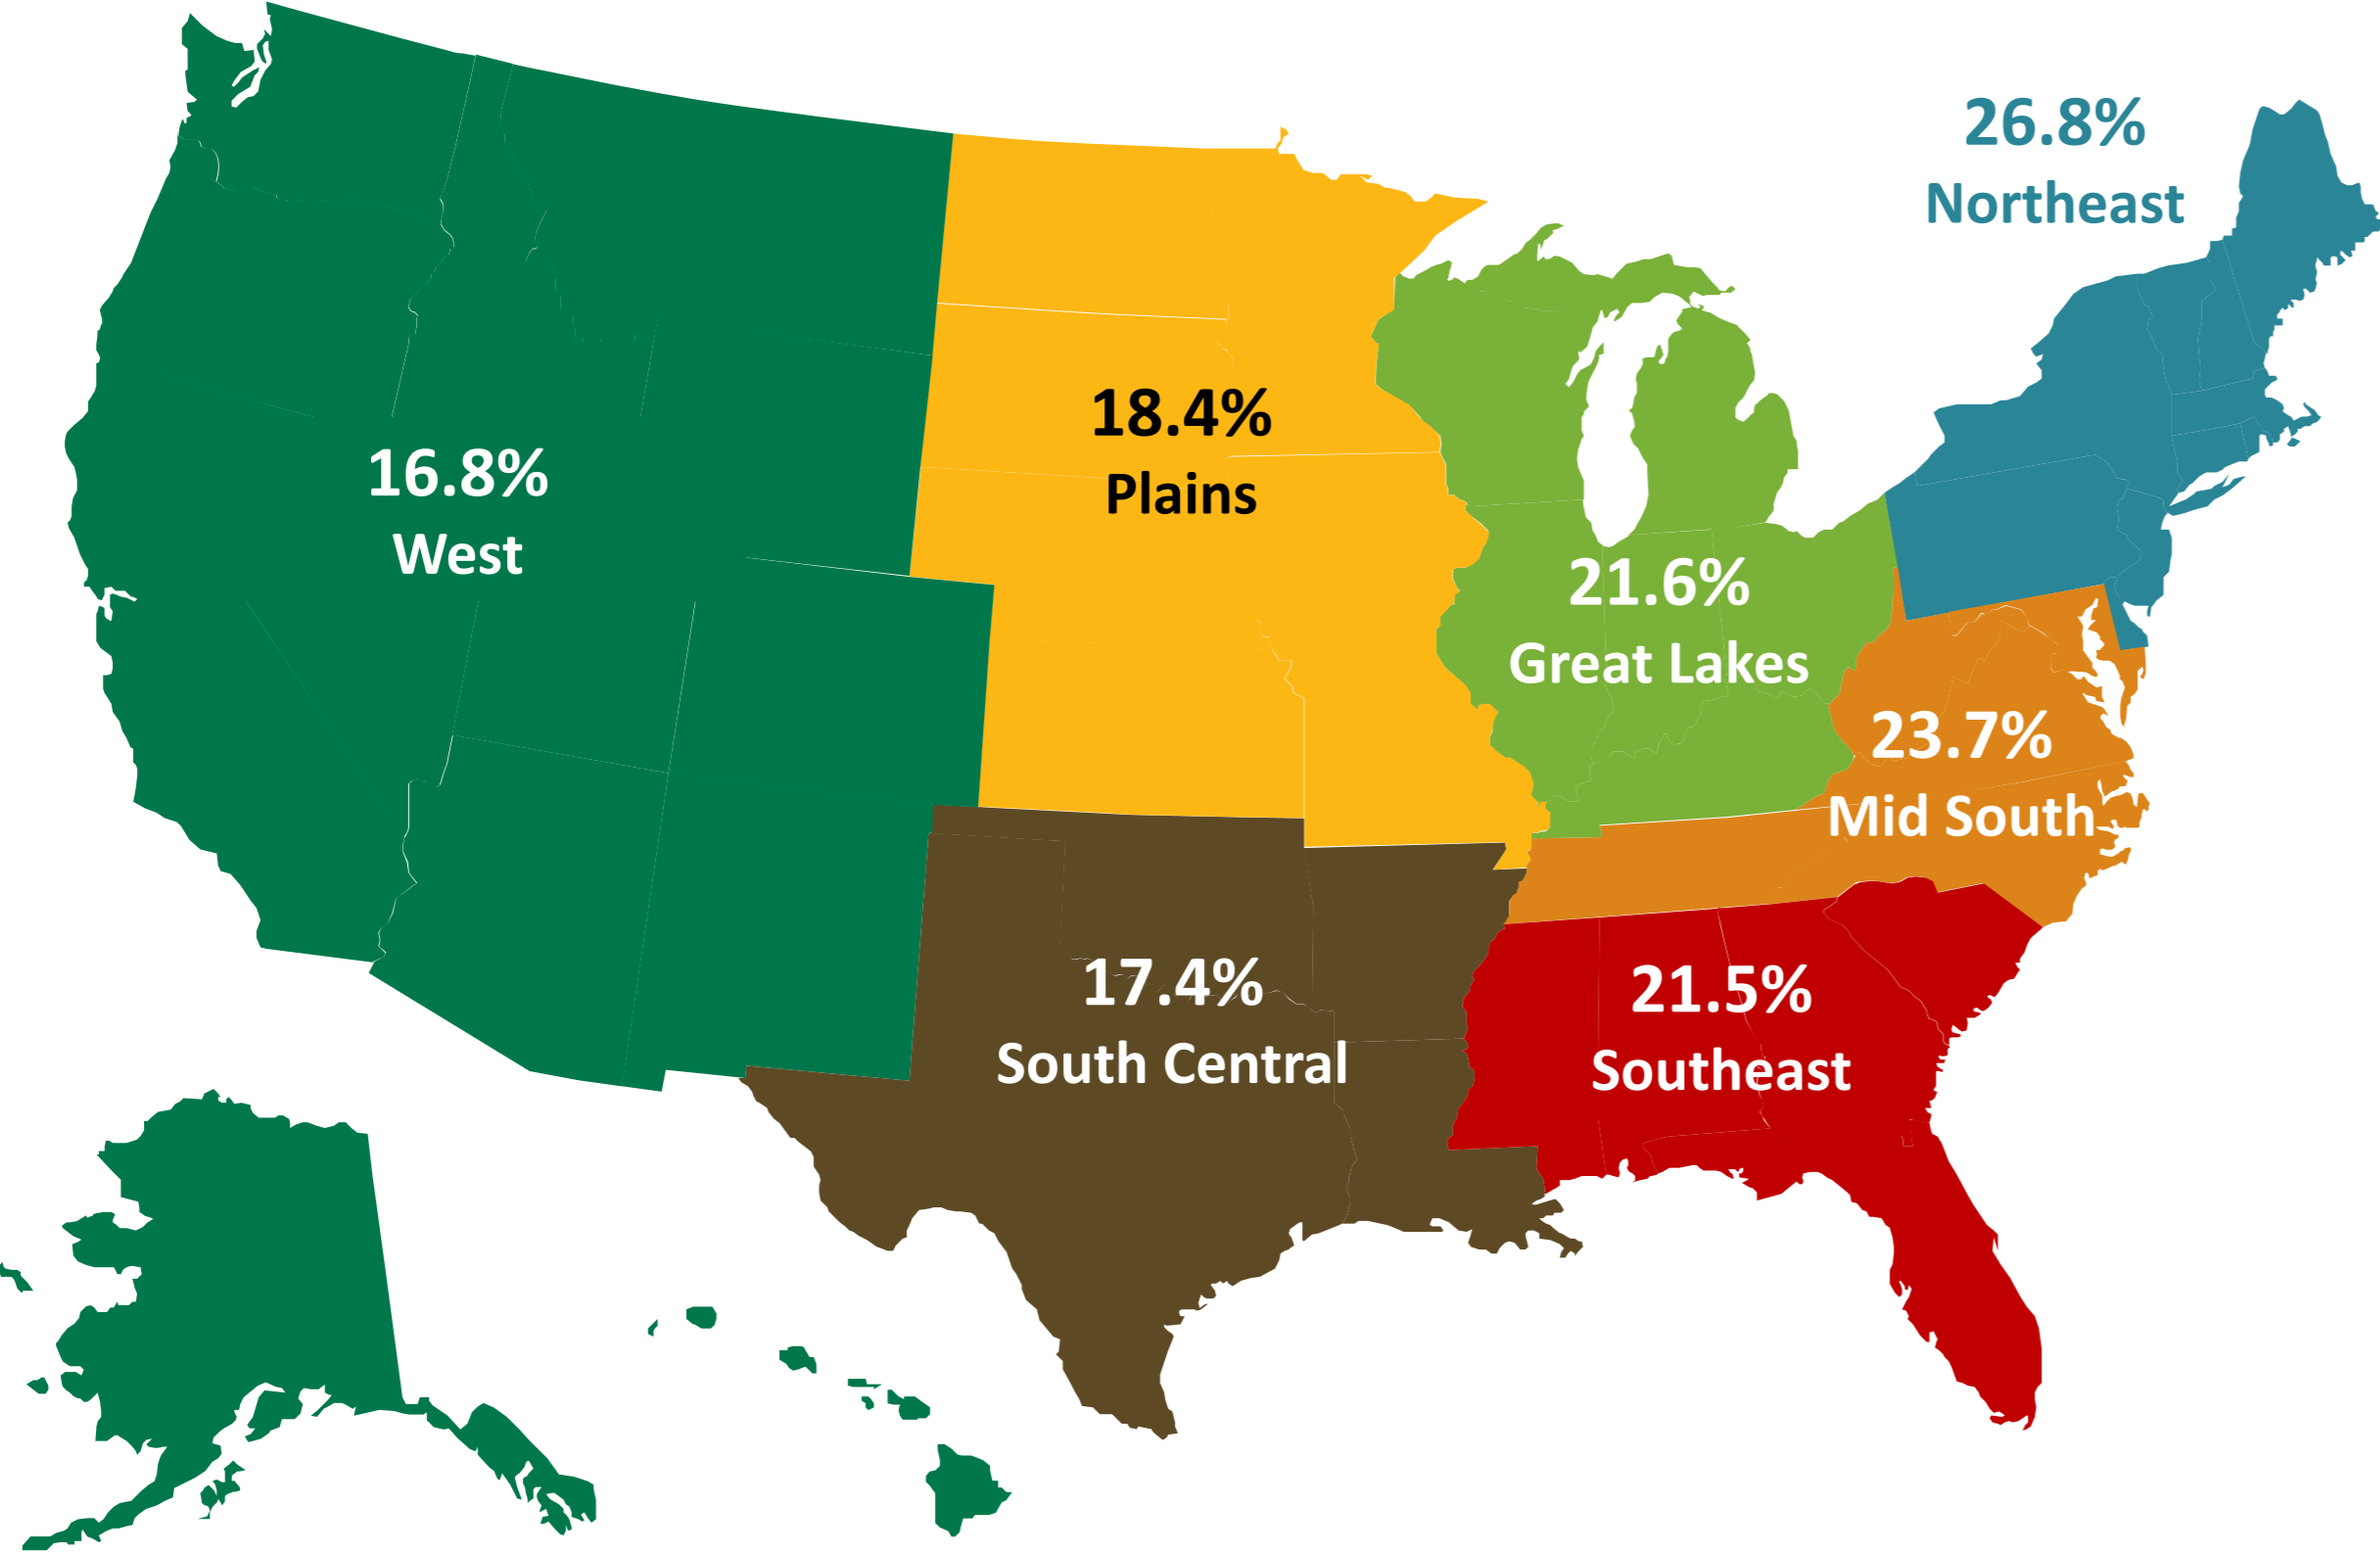 26.8%
Northeast
18.4%
Plains
16.8%
West
21.6%
Great Lakes
23.7%
Mid South
17.4%
South Central
21.5%
Southeast